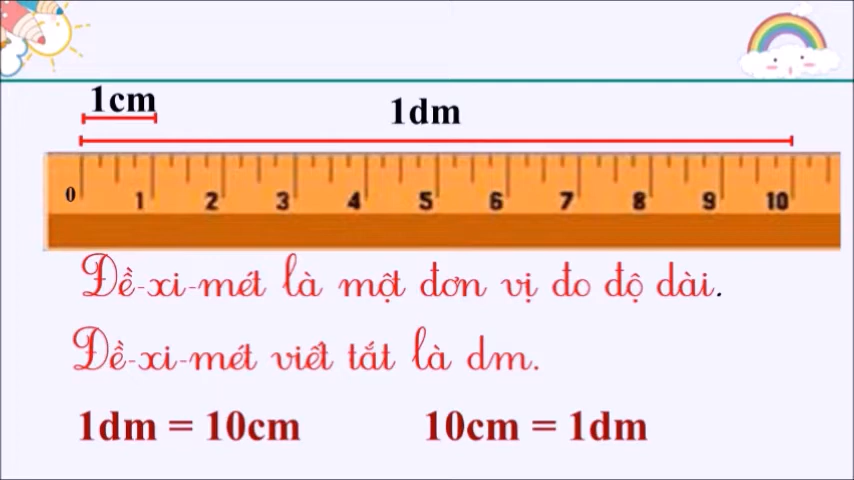 1cm
1dm
0 1 2 3 4 5 6 7 8 9 10
Đề-xi-mét là một đơn vị đo độ dài.
Đề-xi-mét viết tắt là dm.
1dm = 10cm 10cm = 1dm